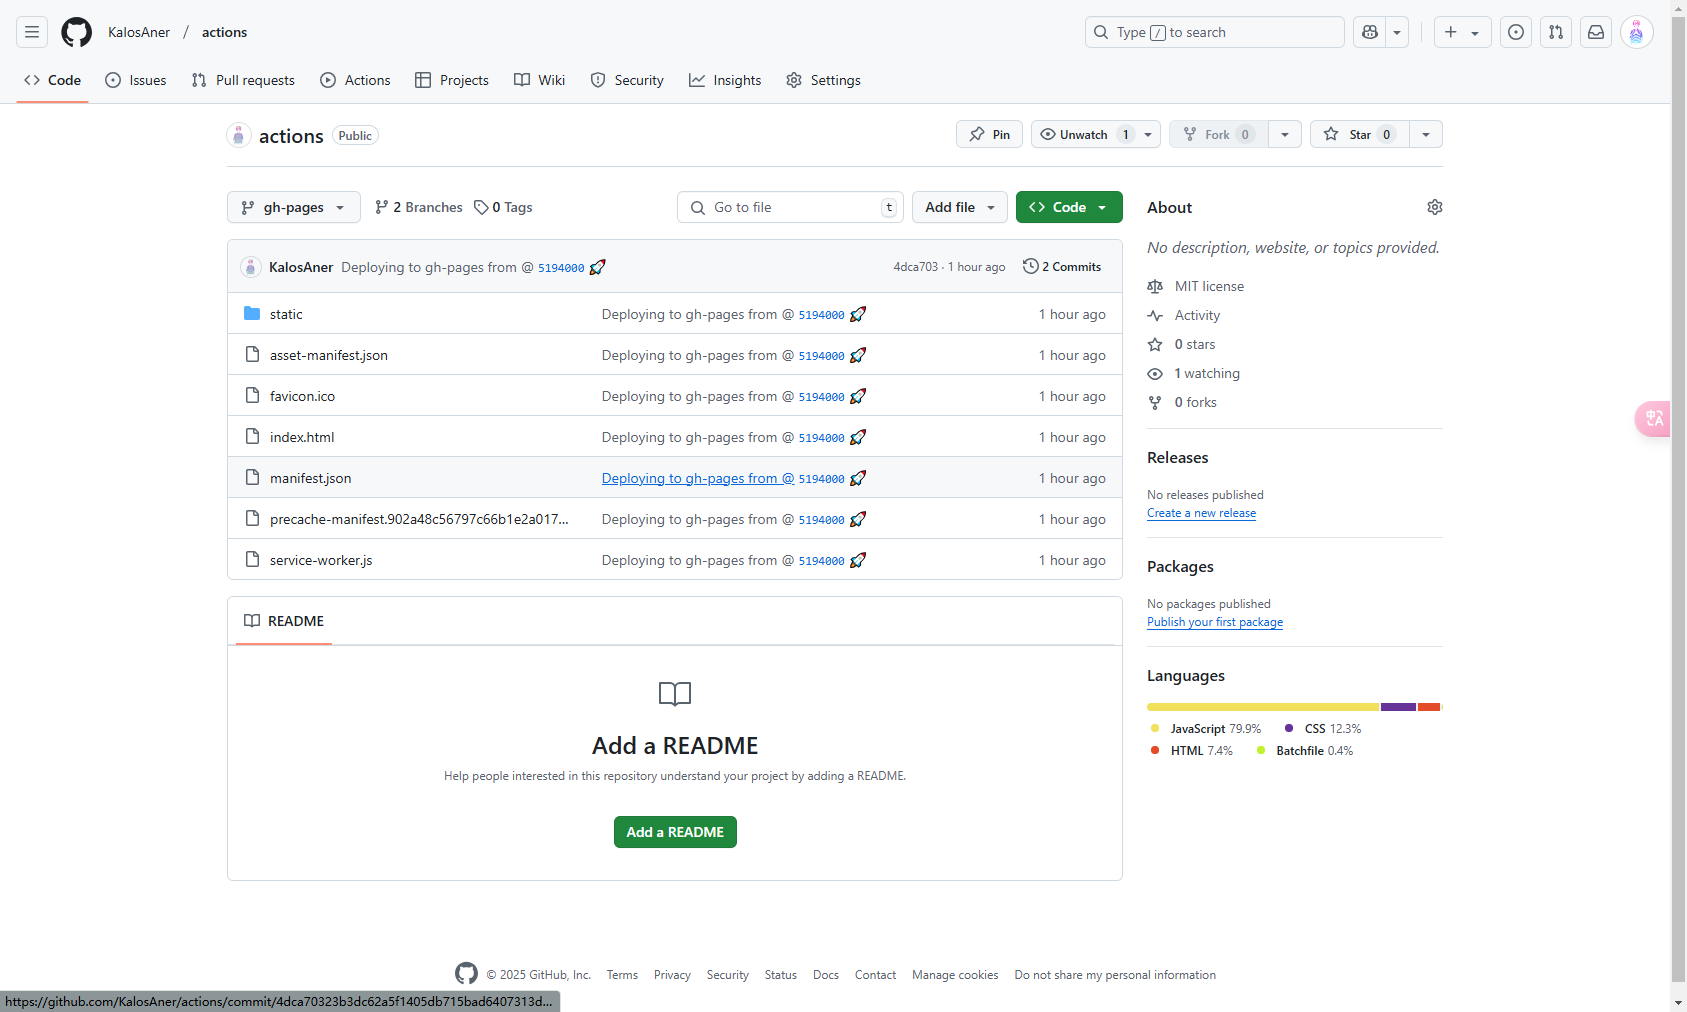 KalosAner / actions
Type / to search
Code
Issues
Pull requests
Actions
Projects
Wiki
Security
Insights
Settings
actions Public
Pin
Unwatch 1
Fork 0
Star 0
gh-pages
2 Branches
0 Tags
Go to file t
Add file
Code
KalosAner Deploying to gh-pages from @ 5194000 🚀
4dca703 · 1 hour ago
2 Commits
static Deploying to gh-pages from @ 5194000 🚀 1 hour ago
asset-manifest.json Deploying to gh-pages from @ 5194000 🚀 1 hour ago
favicon.ico Deploying to gh-pages from @ 5194000 🚀 1 hour ago
index.html Deploying to gh-pages from @ 5194000 🚀 1 hour ago
manifest.json Deploying to gh-pages from @ 5194000 🚀 1 hour ago
precache-manifest.902a48c56797c66b1e2a017... Deploying to gh-pages from @ 5194000 🚀 1 hour ago
service-worker.js Deploying to gh-pages from @ 5194000 🚀 1 hour ago
README
Add a README
Help people interested in this repository understand your project by adding a README.
Add a README
About
No description, website, or topics provided.
MIT license
Activity
0 stars
1 watching
0 forks
Releases
No releases published
Create a new release
Packages
No packages published
Publish your first package
Languages
JavaScript 79.9%
CSS 12.3%
HTML 7.4%
Batchfile 0.4%
中 A
© 2025 GitHub, Inc. Terms Privacy Security Status Docs Contact Manage cookies Do not share my personal information
https://github.com/KalosAner/actions/commit/4dca70323b3dc62a5f1405db715bad6407313d...